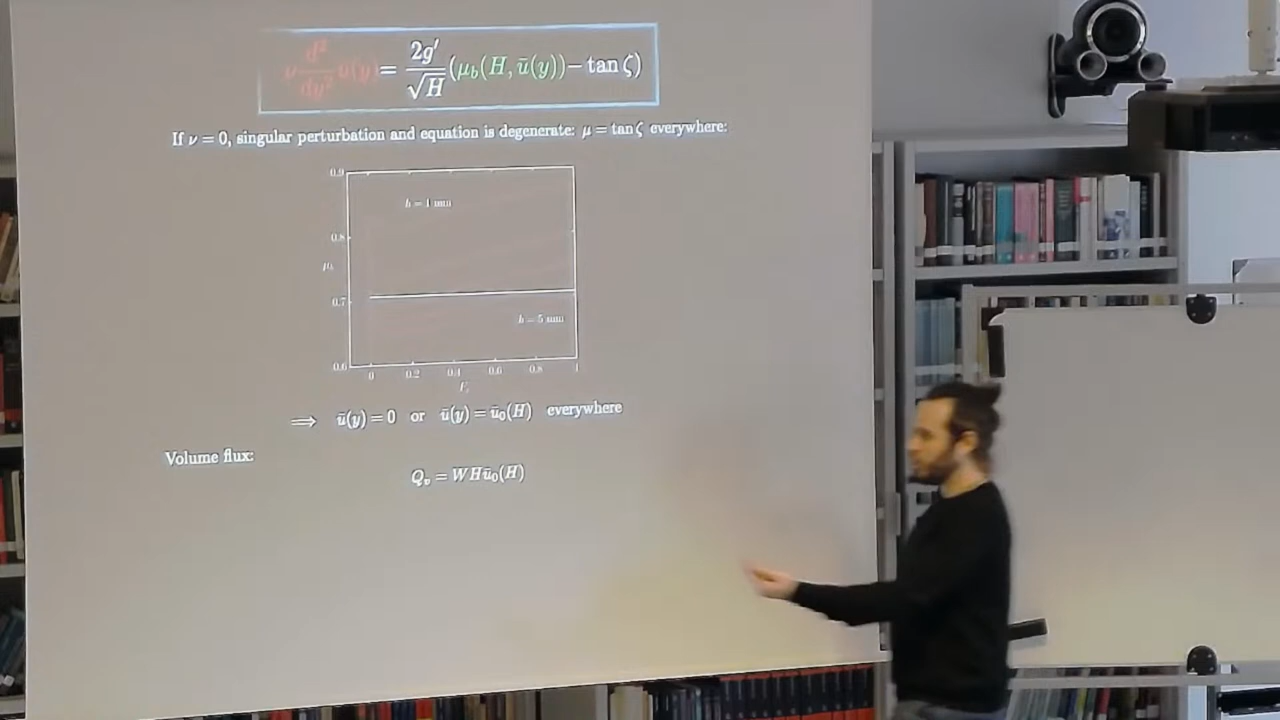 ν d²/dy² ū(y) = 2g′/√H (μ_b(H, ū(y)) − tan ζ)
If ν = 0, singular perturbation and equation is degenerate: μ = tan ζ everywhere:
0.9
h = 1 mm
0.8
μ
0.7
h = 5 mm
0.6
0 0.2 0.4 0.6 0.8 1
F
⟹ ū(y) = 0 or ū(y) = ū₀(H) everywhere
Volume flux:
Q_v = W H ū₀(H)